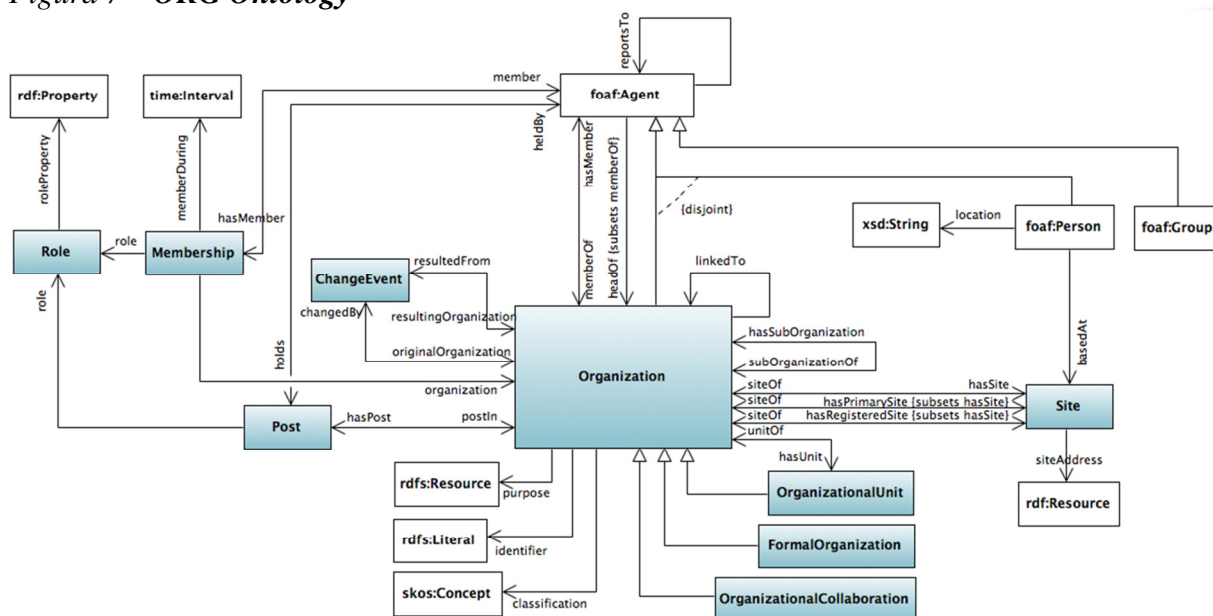 Figura 7 – ORG Ontology
reportsTo
member
foaf:Agent
rdf:Property
time:Interval
heldBy
hasMember
headOf {subsets memberOf}
roleProperty
memberDuring
{disjoint}
hasMember
xsd:String
location
foaf:Person
foaf:Group
Role
role
Membership
memberOf
linkedTo
resultedFrom
ChangeEvent
changedBy
role
resultingOrganization
hasSubOrganization
basedAt
originalOrganization
subOrganizationOf
holds
Organization
organization
siteOf
hasSite
siteOf
hasPrimarySite {subsets hasSite}
Site
siteOf
hasRegisteredSite {subsets hasSite}
Post
hasPost
postIn
unitOf
hasUnit
siteAddress
rdfs:Resource
purpose
OrganizationalUnit
rdf:Resource
rdfs:Literal
identifier
FormalOrganization
skos:Concept
classification
OrganizationalCollaboration